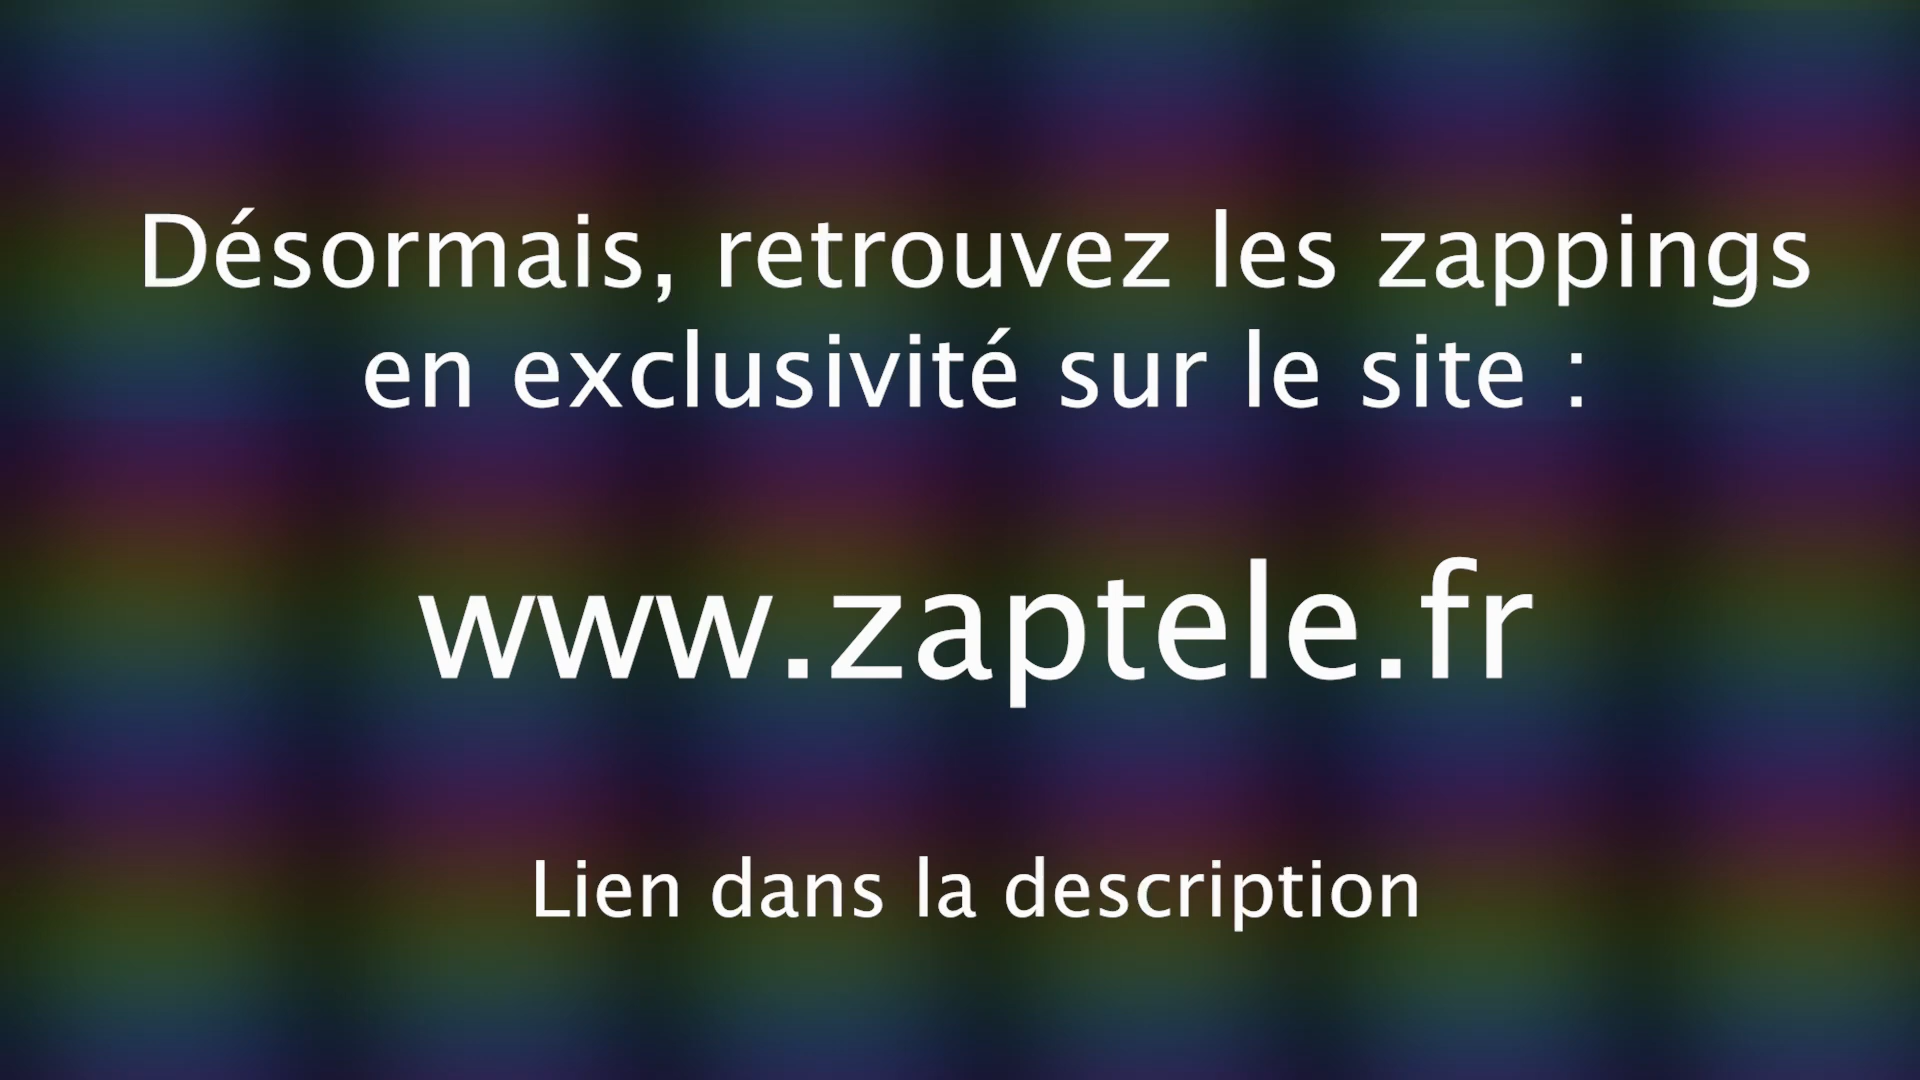 Désormais, retrouvez les zappings
en exclusivité sur le site :
www.zaptele.fr
Lien dans la description